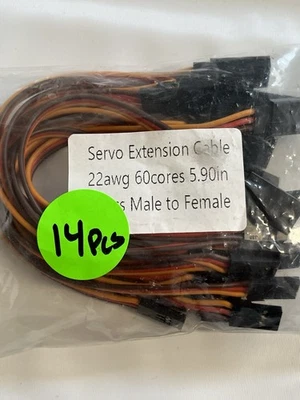 Servo Extension Cable
22awg 60cores 5.90in
Male to Female
14Pcs